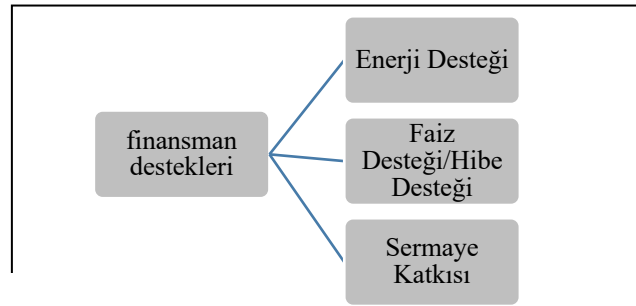 finansman
destekleri
Enerji Desteği
Faiz
Desteği/Hibe
Desteği
Sermaye
Katkısı